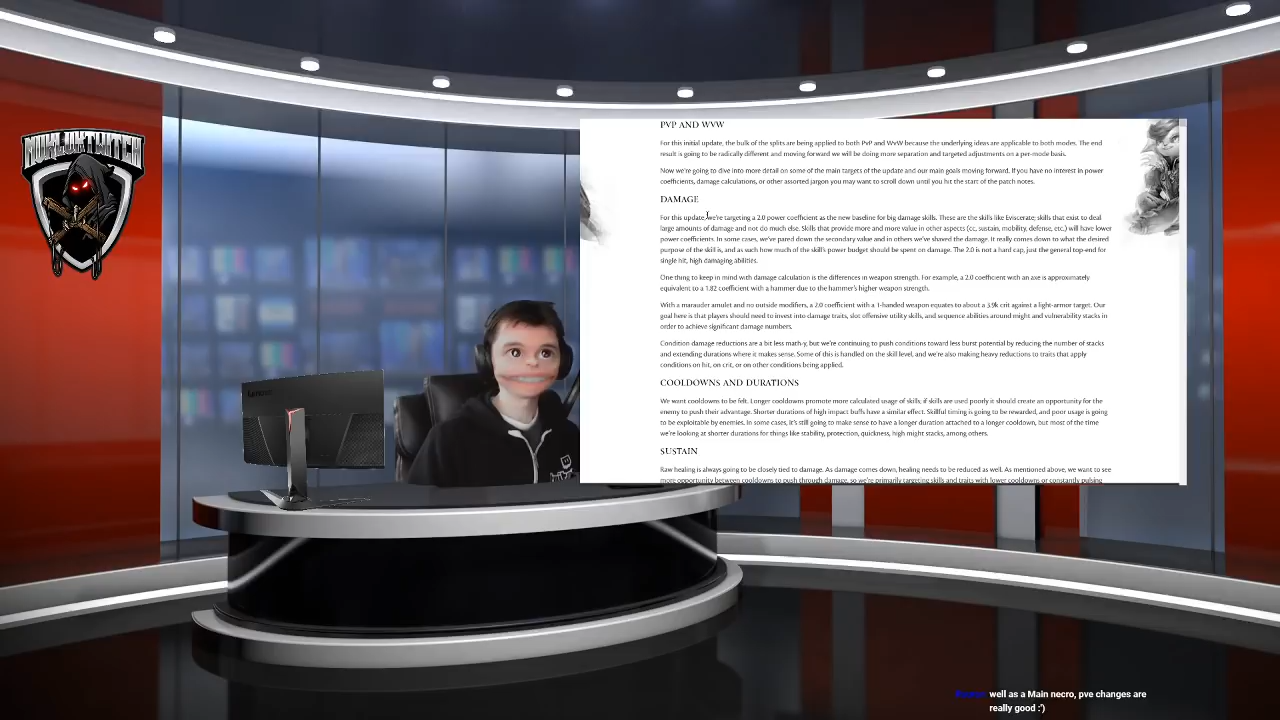 MUKLUKTWITCH
PVP AND WVW
For this initial update, the bulk of the splits are being applied to both PvP and WvW because the underlying ideas are applicable to both modes. The end
result is going to be radically different and moving forward we will be doing more separation and targeted adjustments on a per-mode basis.
Now we're going to dive into more detail on some of the main targets of the update and our main goals moving forward. If you have no interest in power
coefficients, damage calculations, or other assorted jargon you may want to scroll down until you hit the start of the patch notes.
DAMAGE
For this update, we're targeting a 2.0 power coefficient as the new baseline for big damage skills. These are the skills like Eviscerate; skills that exist to deal
large amounts of damage and not do much else. Skills that provide more and more value in other aspects (cc, sustain, mobility, defense, etc.) will have lower
power coefficients. In some cases, we've pared down the secondary value and in others we've shaved the damage. It really comes down to what the desired
purpose of the skill is, and as such how much of the skill's power budget should be spent on damage. The 2.0 is not a hard cap, just the general top-end for
single hit, high damaging abilities.
One thing to keep in mind with damage calculation is the differences in weapon strength. For example, a 2.0 coefficient with an axe is approximately
equivalent to a 1.82 coefficient with a hammer due to the hammer's higher weapon strength.
With a marauder amulet and no outside modifiers, a 2.0 coefficient with a 1-handed weapon equates to about a 3.9k crit against a light-armor target. Our
goal here is that players should need to invest into damage traits, slot offensive utility skills, and sequence abilities around might and vulnerability stacks in
order to achieve significant damage numbers.
Condition damage reductions are a bit less math-y, but we're continuing to push conditions toward less burst potential by reducing the number of stacks
and extending durations where it makes sense. Some of this is handled on the skill level, and we're also making heavy reductions to traits that apply
conditions on hit, on crit, or on other conditions being applied.
COOLDOWNS AND DURATIONS
We want cooldowns to be felt. Longer cooldowns promote more calculated usage of skills; if skills are used poorly it should create an opportunity for the
enemy to push their advantage. Shorter durations of high impact buffs have a similar effect. Skillful timing is going to be rewarded, and poor usage is going
to be exploitable by enemies. In some cases, it's still going to make sense to have a longer duration attached to a longer cooldown, but most of the time
we're looking at shorter durations for things like stability, protection, quickness, high might stacks, among others.
SUSTAIN
Raw healing is always going to be closely tied to damage. As damage comes down, healing needs to be reduced as well. As mentioned above, we want to see
more opportunity between cooldowns to push through damage, so we're primarily targeting skills and traits with lower cooldowns or constantly pulsing
Lenovo
well as a Main necro, pve changes are
really good :')